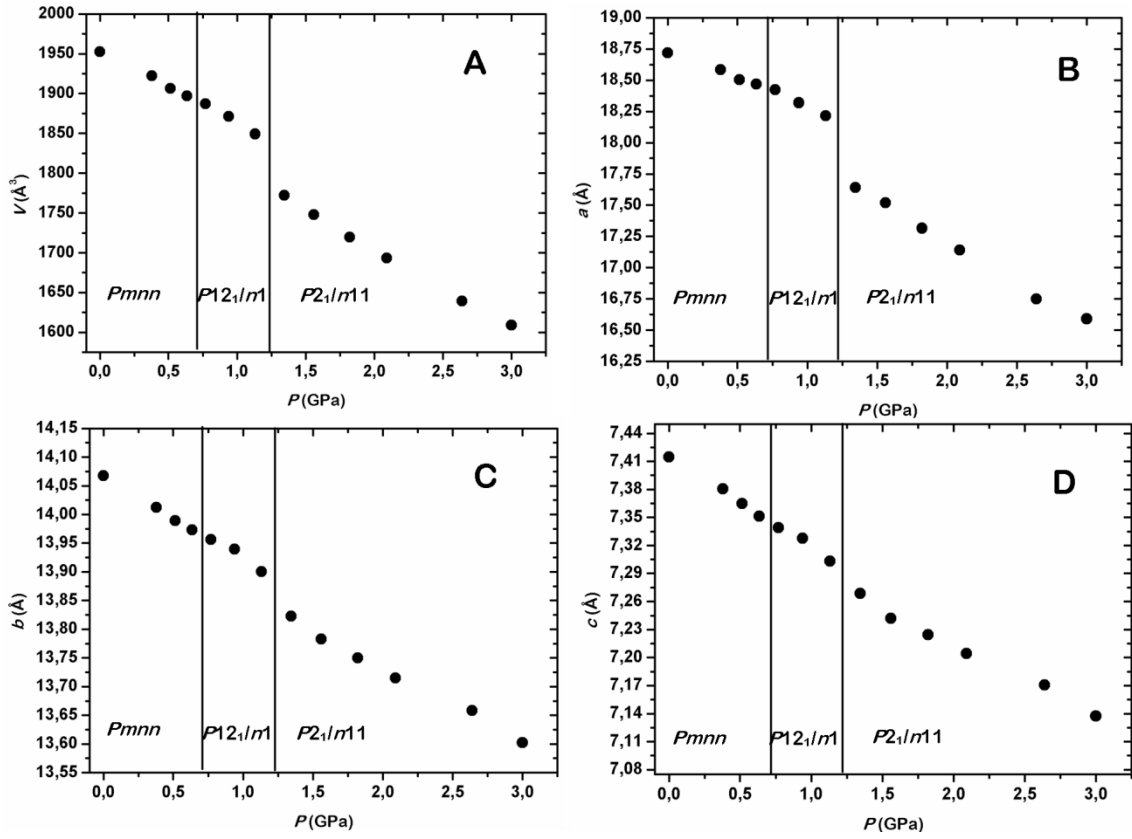 2000
1950
1900
1850
1800
1750
1700
1650
1600
V (Å³)
A
Pmnn
P12₁/n1
P2₁/n11
0,0 0,5 1,0 1,5 2,0 2,5 3,0
P (GPa)
19,00
18,75
18,50
18,25
18,00
17,75
17,50
17,25
17,00
16,75
16,50
16,25
a (Å)
B
Pmnn
P12₁/n1
P2₁/n11
0,0 0,5 1,0 1,5 2,0 2,5 3,0
P (GPa)
14,15
14,10
14,05
14,00
13,95
13,90
13,85
13,80
13,75
13,70
13,65
13,60
13,55
b (Å)
C
Pmnn
P12₁/n1
P2₁/n11
0,0 0,5 1,0 1,5 2,0 2,5 3,0
P (GPa)
7,44
7,41
7,38
7,35
7,32
7,29
7,26
7,23
7,20
7,17
7,14
7,11
7,08
c (Å)
D
Pmnn
P12₁/n1
P2₁/n11
0,0 0,5 1,0 1,5 2,0 2,5 3,0
P (GPa)